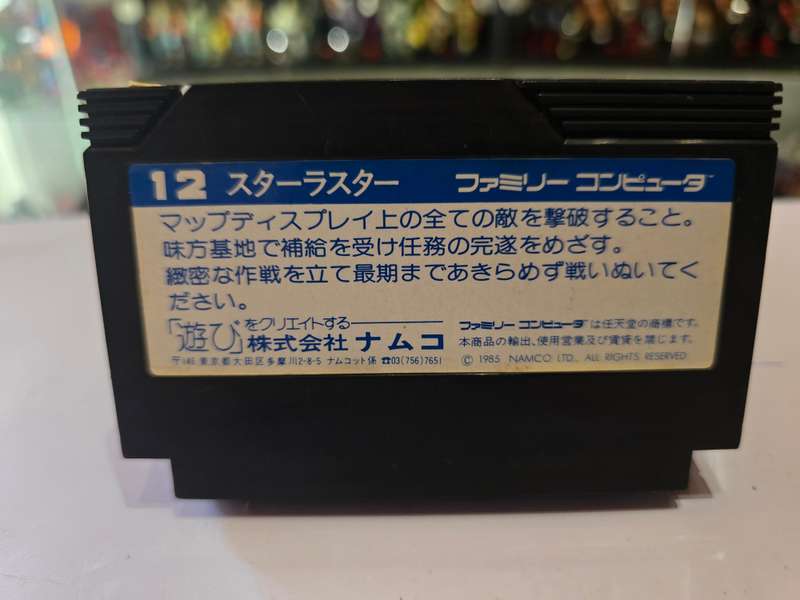 12 スターラスター ファミリー コンピュータ™
マップディスプレイ上の全ての敵を撃破すること。
味方基地で補給を受け任務の完遂をめざす。
緻密な作戦を立て最期まであきらめず戦いぬいてく
ださい。
「遊び」をクリエイトする—
株式会社 ナムコ
〒146 東京都大田区多摩川2-8-5 ナムコット係 ☎03(756)7651
ファミリー コンピュータは任天堂の商標です。
本商品の輸出、使用営業及び賃貸を禁じます。
© 1985 NAMCO LTD., ALL RIGHTS RESERVED